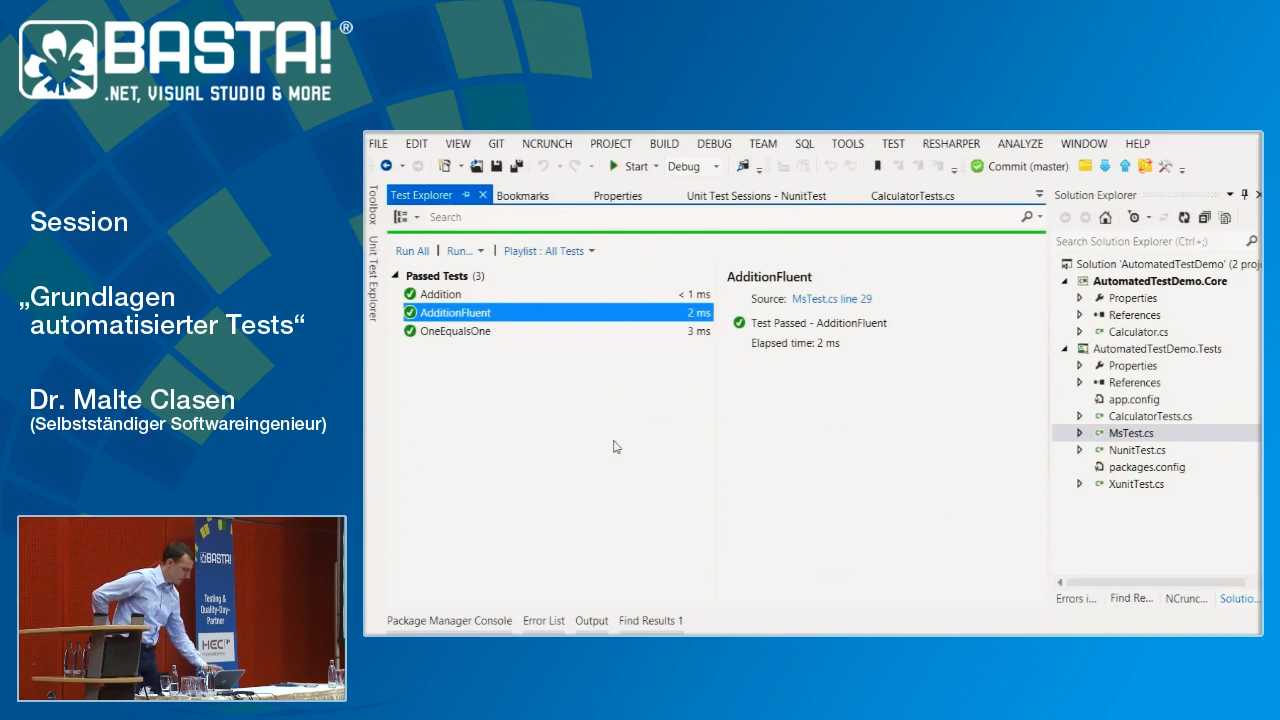 BASTA!®
.NET, VISUAL STUDIO & MORE
Session
„Grundlagen
automatisierter Tests“
Dr. Malte Clasen
(Selbstständiger Softwareingenieur)
FILE EDIT VIEW GIT NCRUNCH PROJECT BUILD DEBUG TEAM SQL TOOLS TEST RESHARPER ANALYZE WINDOW HELP
Start Debug Commit (master)
Toolbox
Unit Test Explorer
Test Explorer Bookmarks Properties Unit Test Sessions - NunitTest CalculatorTests.cs
Search
Run All | Run... | Playlist : All Tests
Passed Tests (3)
Addition < 1 ms
AdditionFluent 2 ms
OneEqualsOne 3 ms
AdditionFluent
Source: MsTest.cs line 29
Test Passed - AdditionFluent
Elapsed time: 2 ms
Solution Explorer
Search Solution Explorer (Ctrl+;)
Solution 'AutomatedTestDemo' (2 proj
AutomatedTestDemo.Core
Properties
References
Calculator.cs
AutomatedTestDemo.Tests
Properties
References
app.config
CalculatorTests.cs
MsTest.cs
NunitTest.cs
packages.config
XunitTest.cs
Errors i... Find Re... NCrunc... Solutio...
Package Manager Console Error List Output Find Results 1
BASTA!
Testing &
Quality-Day-
Partner
HEC